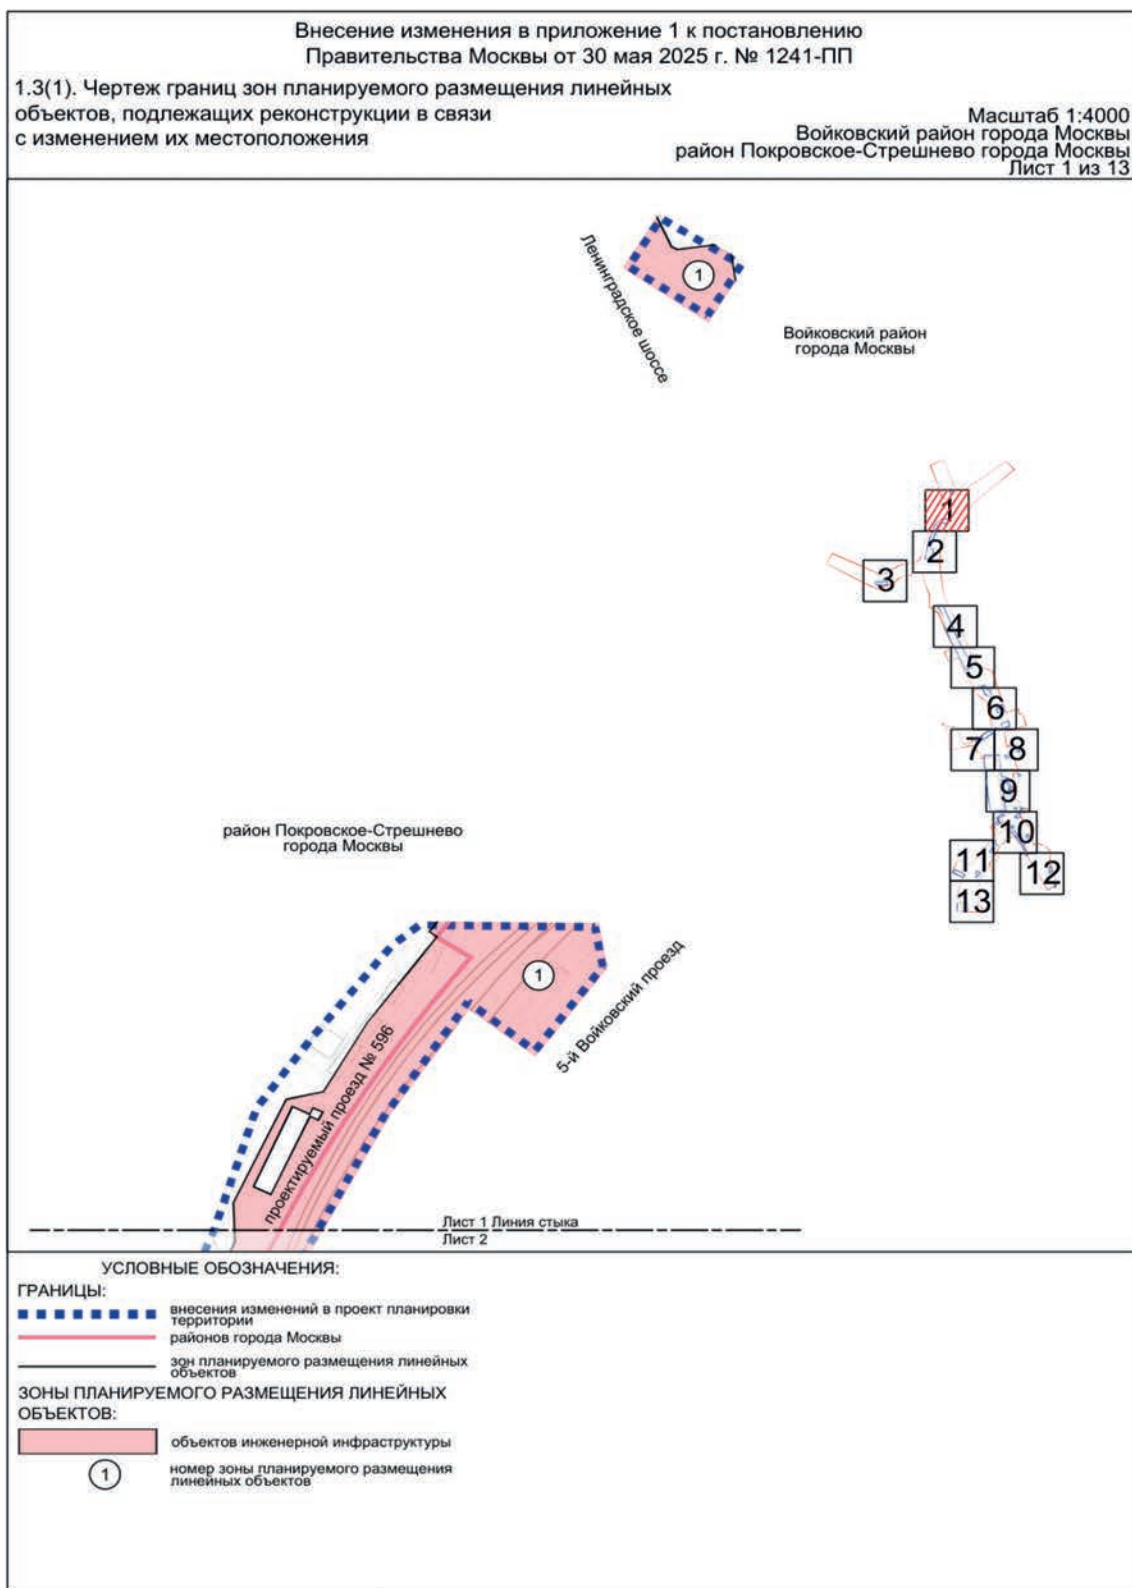 Внесение изменения в приложение 1 к постановлению
Правительства Москвы от 30 мая 2025 г. № 1241-ПП
1.3(1). Чертеж границ зон планируемого размещения линейных
объектов, подлежащих реконструкции в связи
с изменением их местоположения
Масштаб 1:4000
Войковский район города Москвы
район Покровское-Стрешнево города Москвы
Лист 1 из 13
Ленинградское шоссе
1
Войковский район
города Москвы
1
2
3
4
5
6
7
8
9
10
11
12
13
район Покровское-Стрешнево
города Москвы
1
5-й Войковский проезд
проектируемый проезд № 596
Лист 1 Линия стыка
Лист 2
УСЛОВНЫЕ ОБОЗНАЧЕНИЯ:
ГРАНИЦЫ:
внесения изменений в проект планировки
территории
районов города Москвы
зон планируемого размещения линейных
объектов
ЗОНЫ ПЛАНИРУЕМОГО РАЗМЕЩЕНИЯ ЛИНЕЙНЫХ
ОБЪЕКТОВ:
объектов инженерной инфраструктуры
1
номер зоны планируемого размещения
линейных объектов